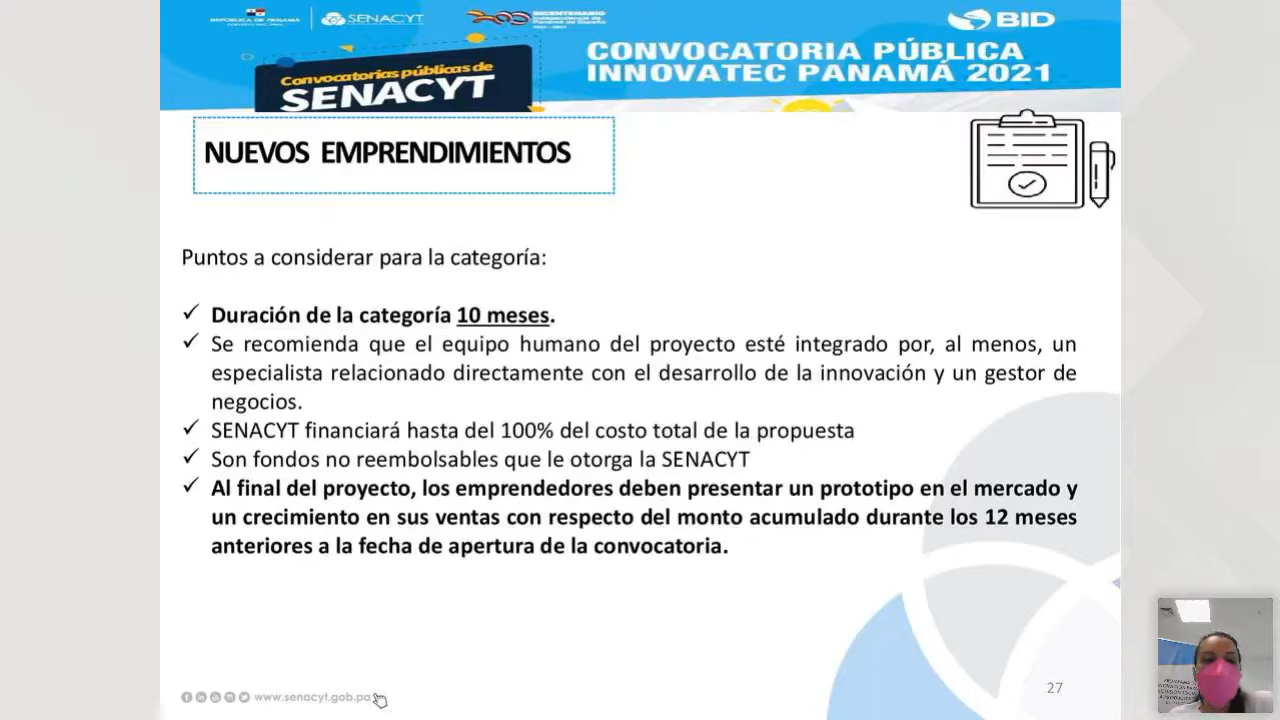 REPÚBLICA DE PANAMÁ
SENACYT
BICENTENARIO
BID
Convocatorias públicas de
SENACYT
CONVOCATORIA PÚBLICA
INNOVATEC PANAMÁ 2021
NUEVOS EMPRENDIMIENTOS
Puntos a considerar para la categoría:
✓ Duración de la categoría 10 meses.
✓ Se recomienda que el equipo humano del proyecto esté integrado por, al menos, un
especialista relacionado directamente con el desarrollo de la innovación y un gestor de
negocios.
✓ SENACYT financiará hasta del 100% del costo total de la propuesta
✓ Son fondos no reembolsables que le otorga la SENACYT
✓ Al final del proyecto, los emprendedores deben presentar un prototipo en el mercado y
un crecimiento en sus ventas con respecto del monto acumulado durante los 12 meses
anteriores a la fecha de apertura de la convocatoria.
www.senacyt.gob.pa
27